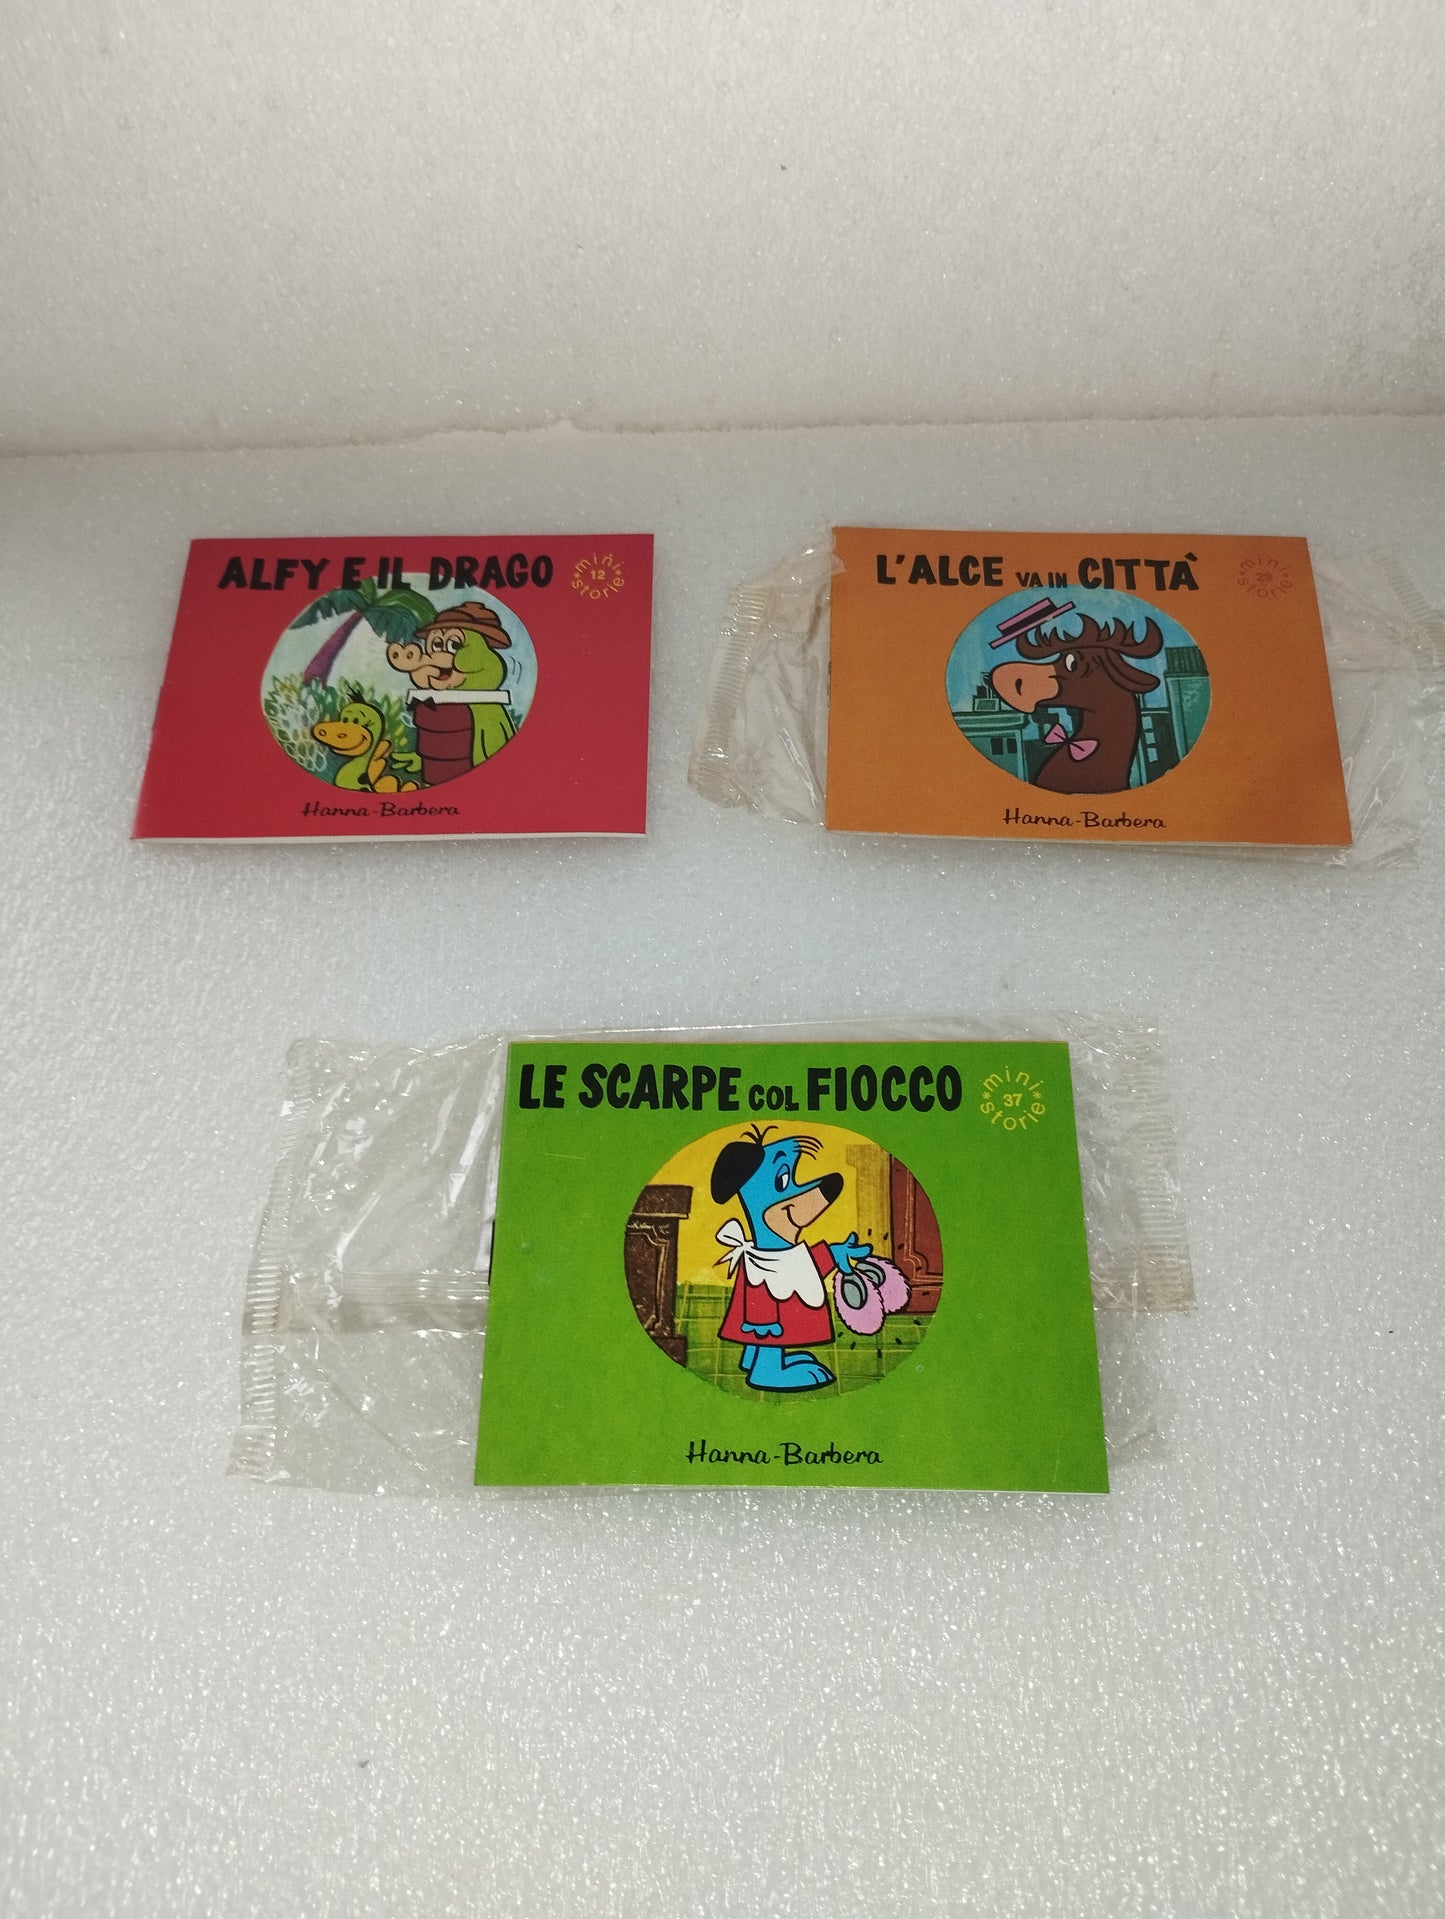 ALFY E IL DRAGO
mini
12
storie
Hanna-Barbera
L'ALCE VA IN CITTÀ
mini
29
storie
Hanna-Barbera
LE SCARPE COL FIOCCO
mini
37
storie
Hanna-Barbera